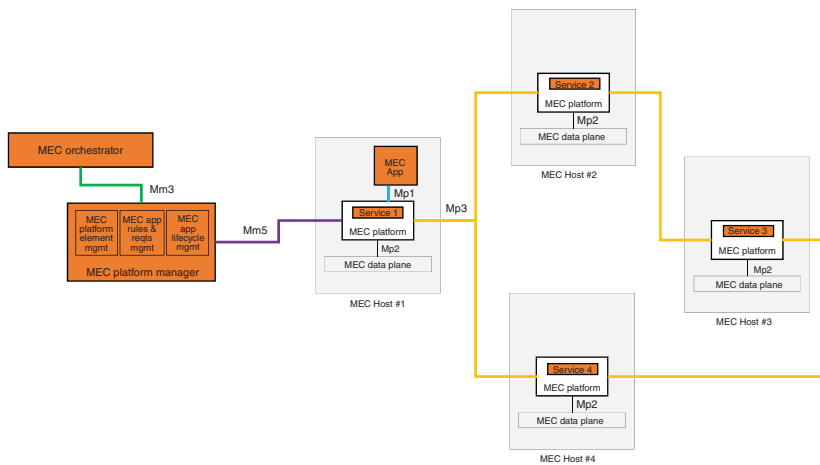 MEC orchestrator
Mm3
MEC
platform
element
mgmt
MEC app
rules &
reqts
mgmt
MEC
app
lifecycle
mgmt
MEC platform manager
Mm5
MEC
App
Mp1
Service 1
MEC platform
Mp2
MEC data plane
MEC Host #1
Mp3
Service 2
MEC platform
Mp2
MEC data plane
MEC Host #2
Service 3
MEC platform
Mp2
MEC data plane
MEC Host #3
Service 4
MEC platform
Mp2
MEC data plane
MEC Host #4